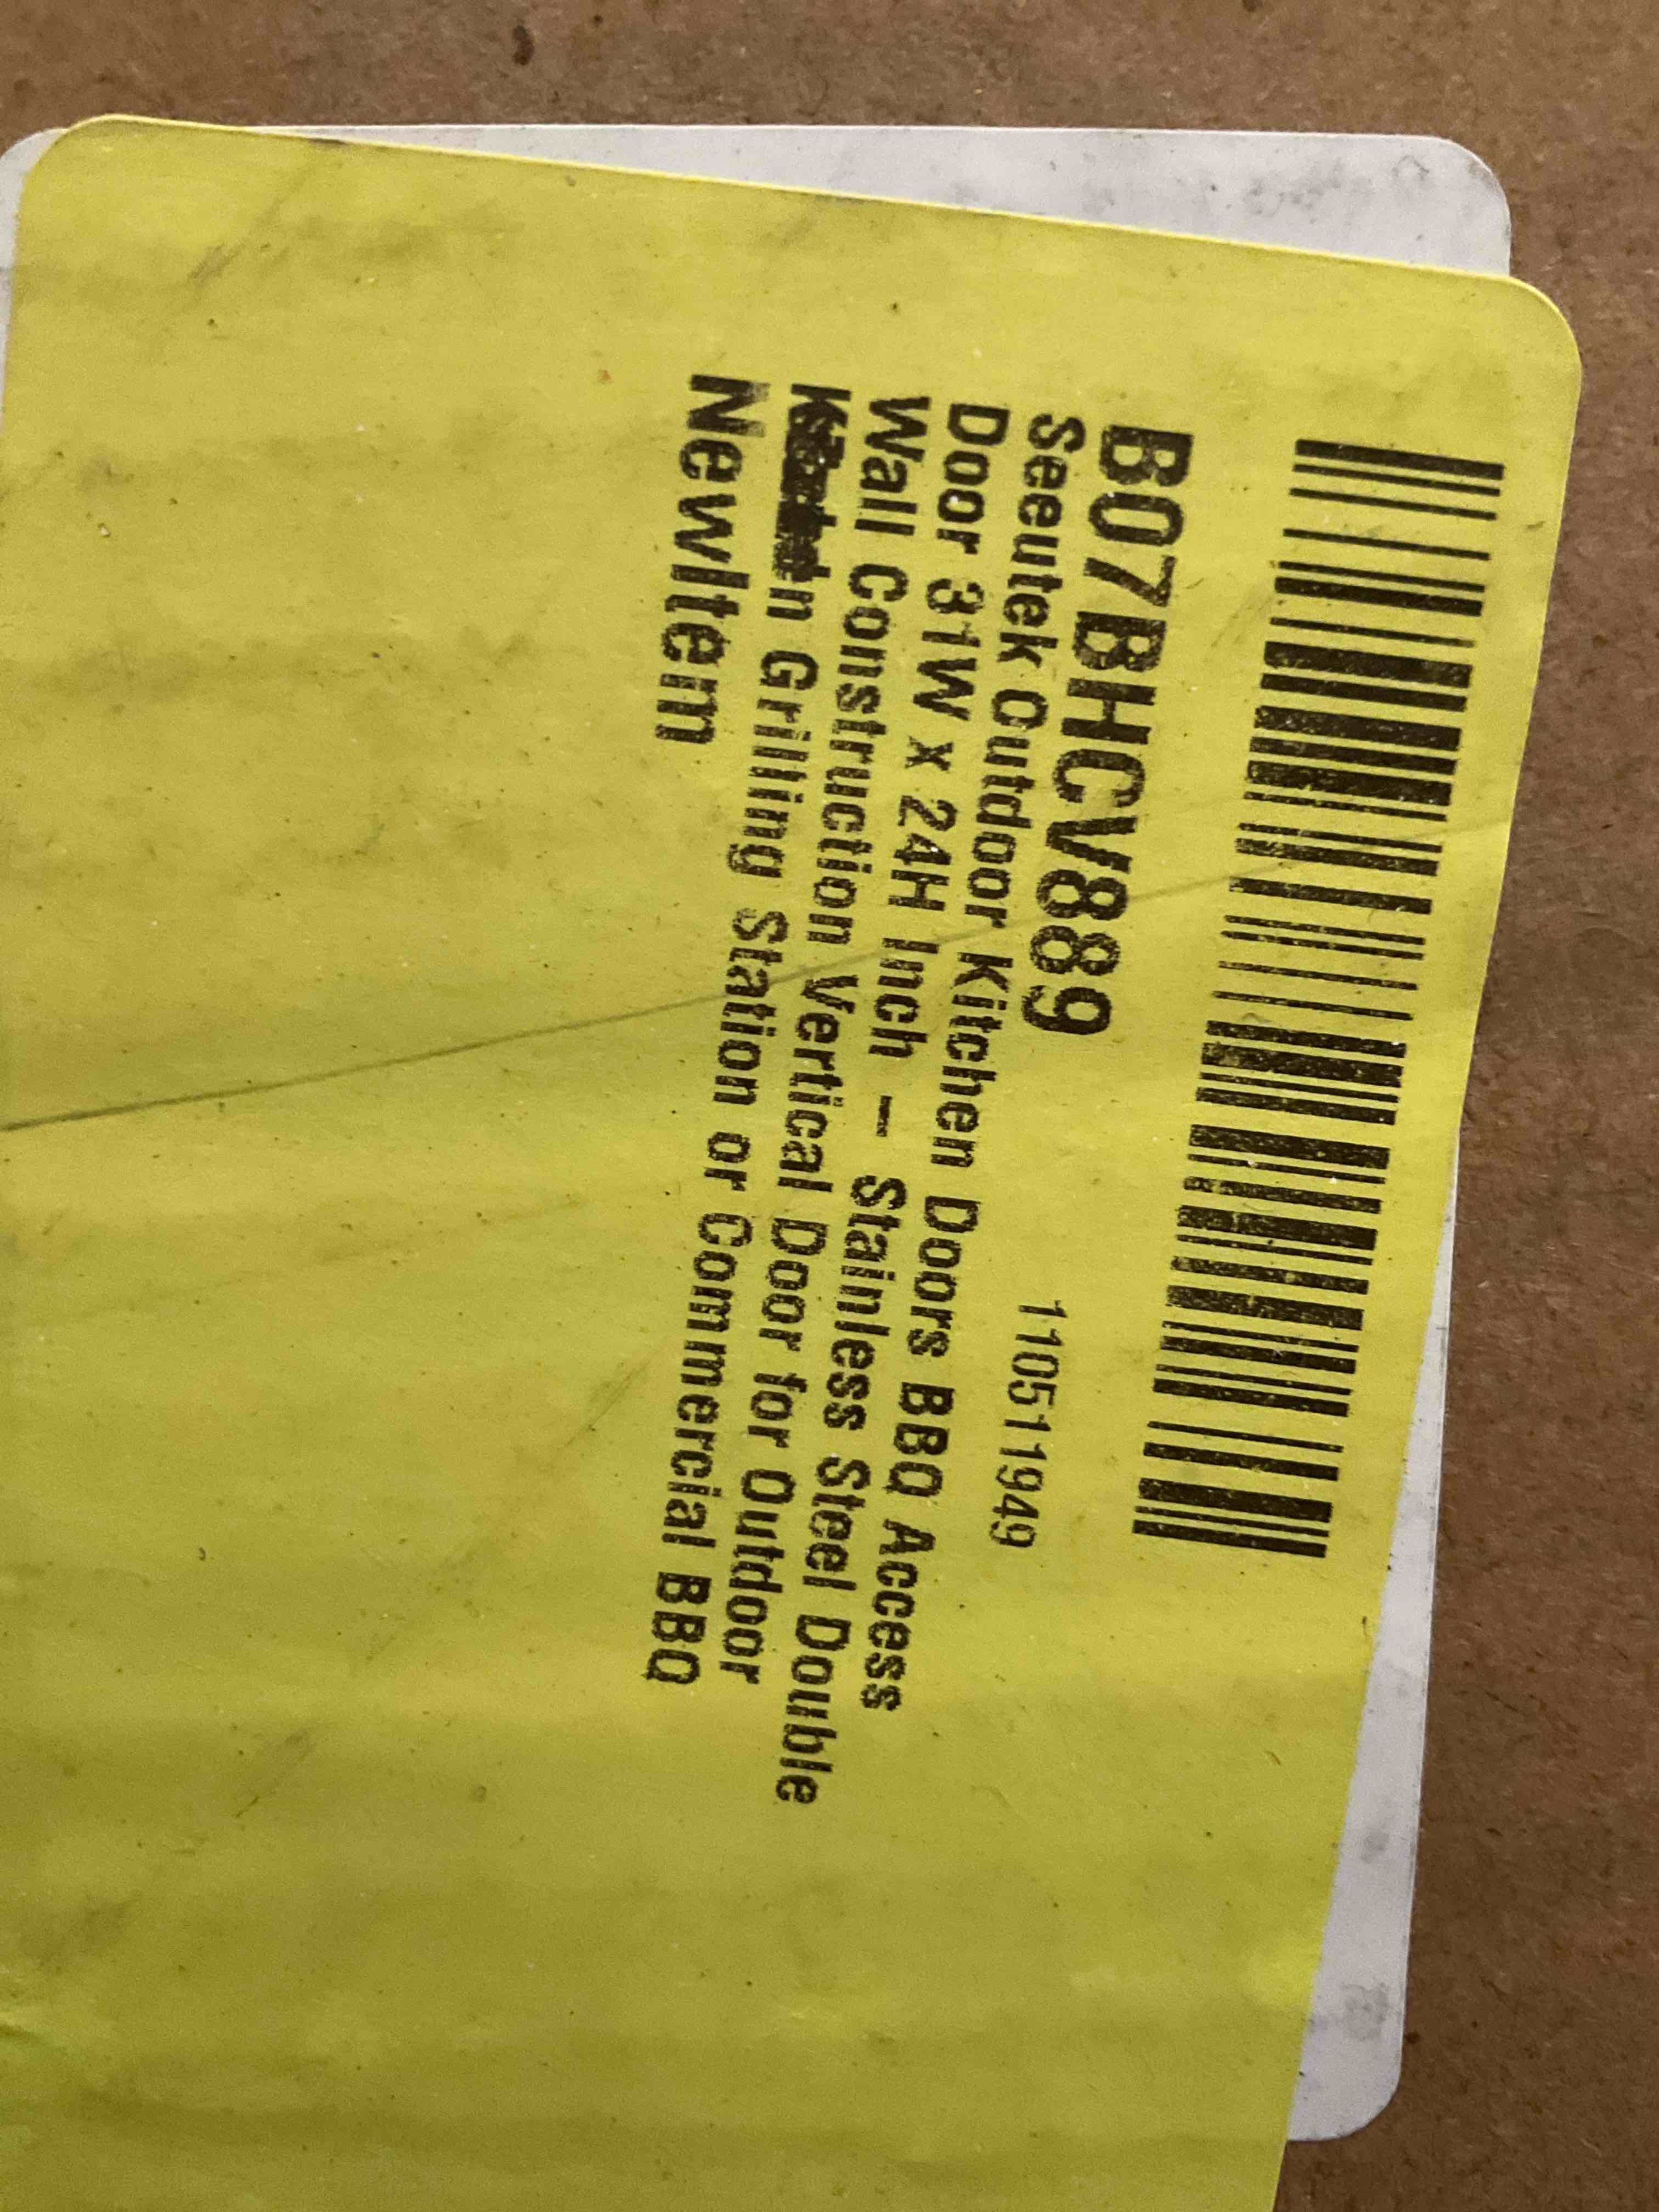 B07BHCV889
110511949
Seeutek Outdoor Kitchen Doors BBQ Access
Door 31W x 24H Inch - Stainless Steel Double
Wall Construction Vertical Door for Outdoor
Grilling Station or Commercial BBQ
NewItem